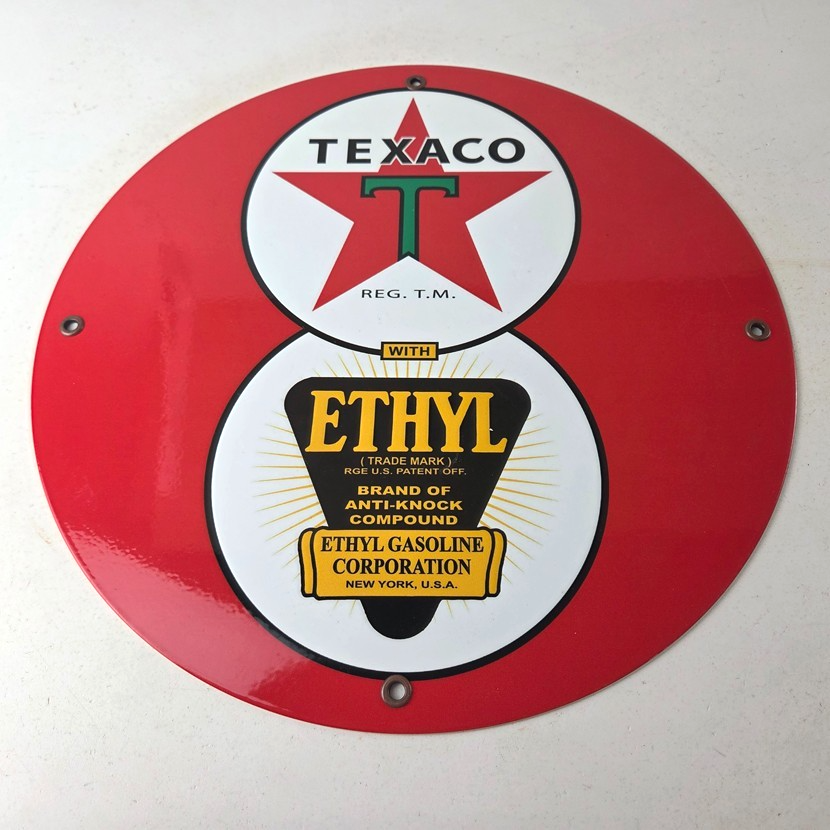 TEXACO
T
REG. T.M.
WITH
ETHYL
( TRADE MARK )
RGE U.S. PATENT OFF.
BRAND OF
ANTI-KNOCK
COMPOUND
ETHYL GASOLINE
CORPORATION
NEW YORK, U.S.A.